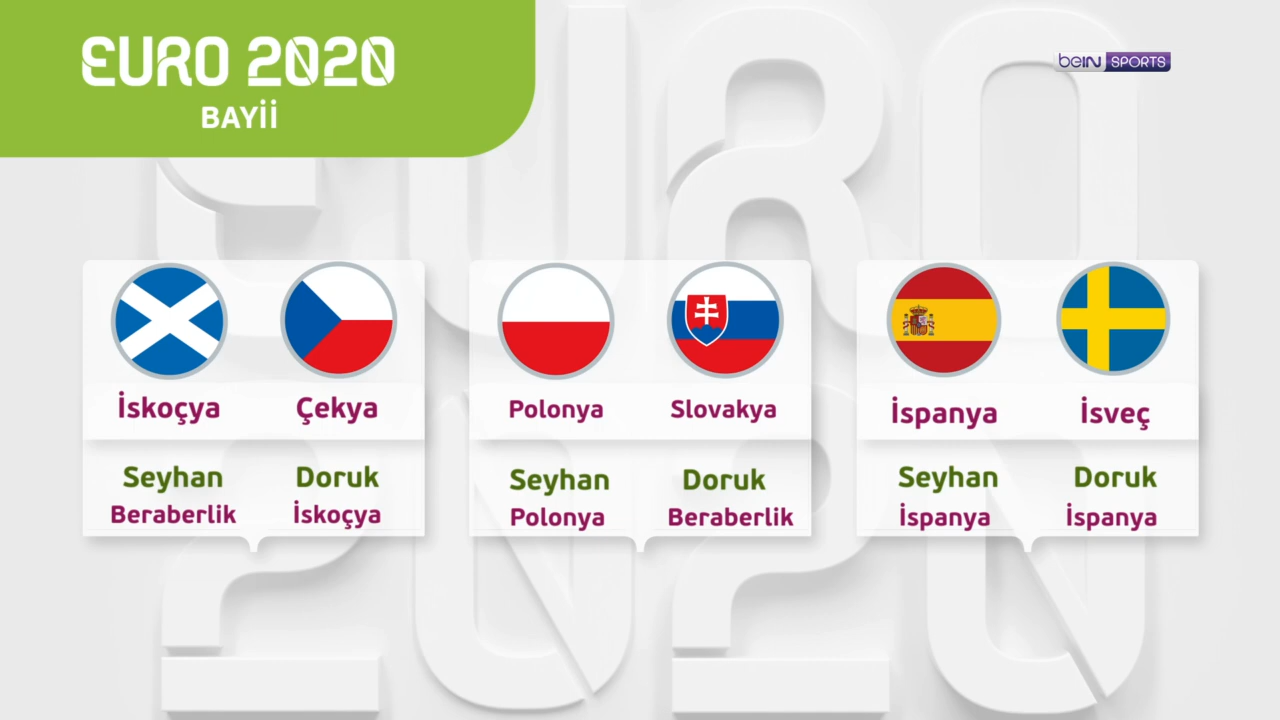 EURO 2020
BAYİİ
beIN SPORTS
İskoçya Çekya
Seyhan Doruk
Beraberlik İskoçya
Polonya Slovakya
Seyhan Doruk
Polonya Beraberlik
İspanya İsveç
Seyhan Doruk
İspanya İspanya